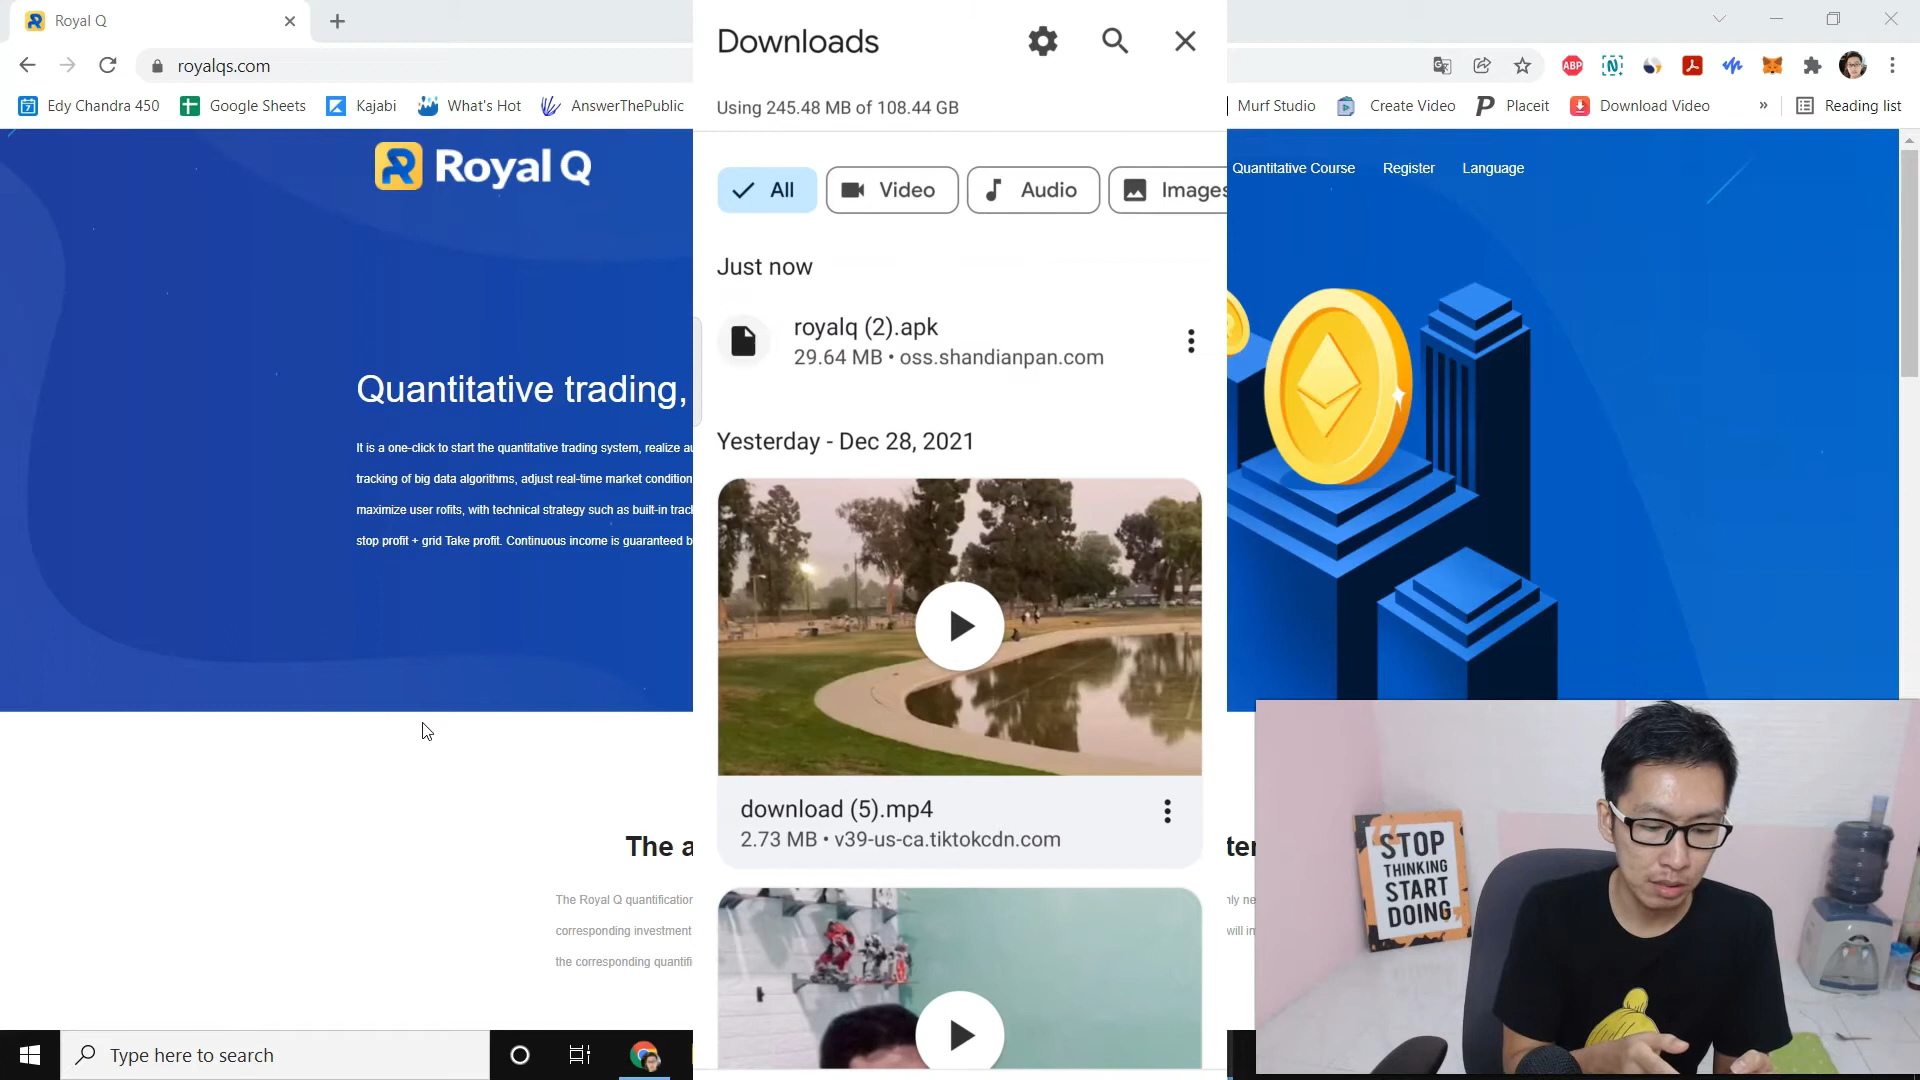 Royal Q
royalqs.com
Edy Chandra 450
Google Sheets
Kajabi
What's Hot
AnswerThePublic
Murf Studio
Create Video
Placeit
Download Video
»
Reading list
ABP
Royal Q
Quantitative Course
Register
Language
Quantitative trading,
It is a one-click to start the quantitative trading system, realize au
tracking of big data algorithms, adjust real-time market condition
maximize user rofits, with technical strategy such as built-in trac
stop profit + grid Take profit. Continuous income is guaranteed b
The a
The Royal Q quantification
corresponding investment
the corresponding quantifi
Downloads
Using 245.48 MB of 108.44 GB
All
Video
Audio
Images
Just now
royalq (2).apk
29.64 MB • oss.shandianpan.com
Yesterday - Dec 28, 2021
download (5).mp4
2.73 MB • v39-us-ca.tiktokcdn.com
STOP
THINKING
START
DOING
Type here to search